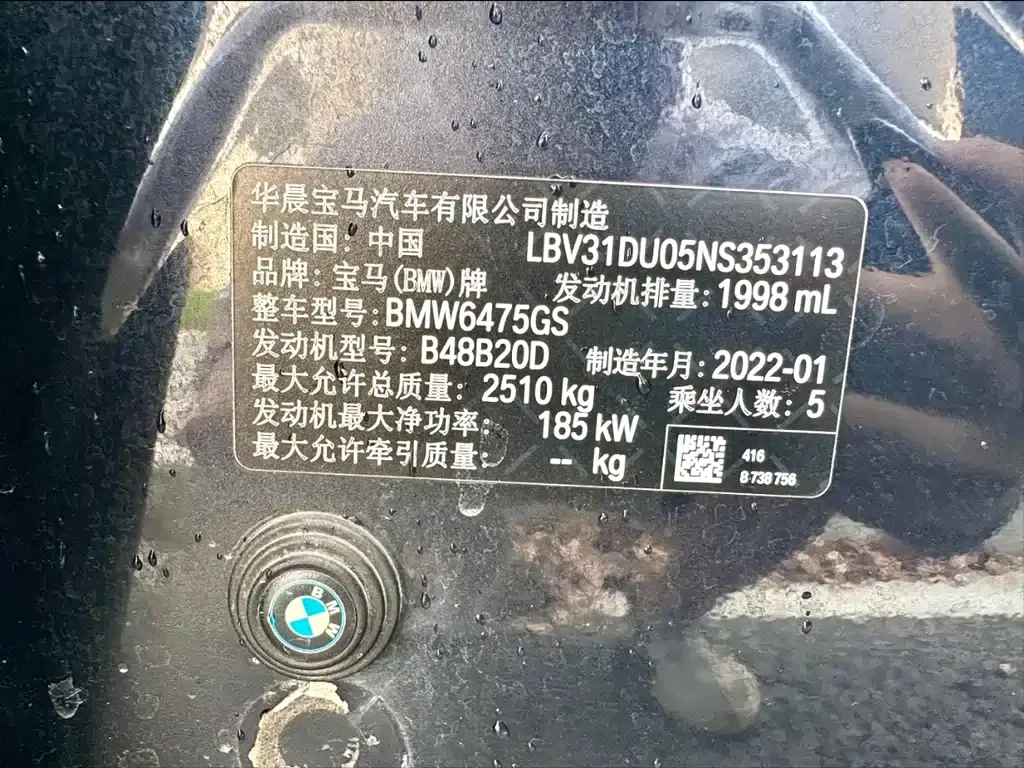 华晨宝马汽车有限公司制造
制造国：中国 LBV31DU05NS353113
品牌：宝马(BMW)牌 发动机排量：1998 mL
整车型号：BMW6475GS
发动机型号：B48B20D 制造年月：2022-01
最大允许总质量：2510 kg 乘坐人数：5
发动机最大净功率：185 kW
最大允许牵引质量：-- kg
416
8 738 756
BMW